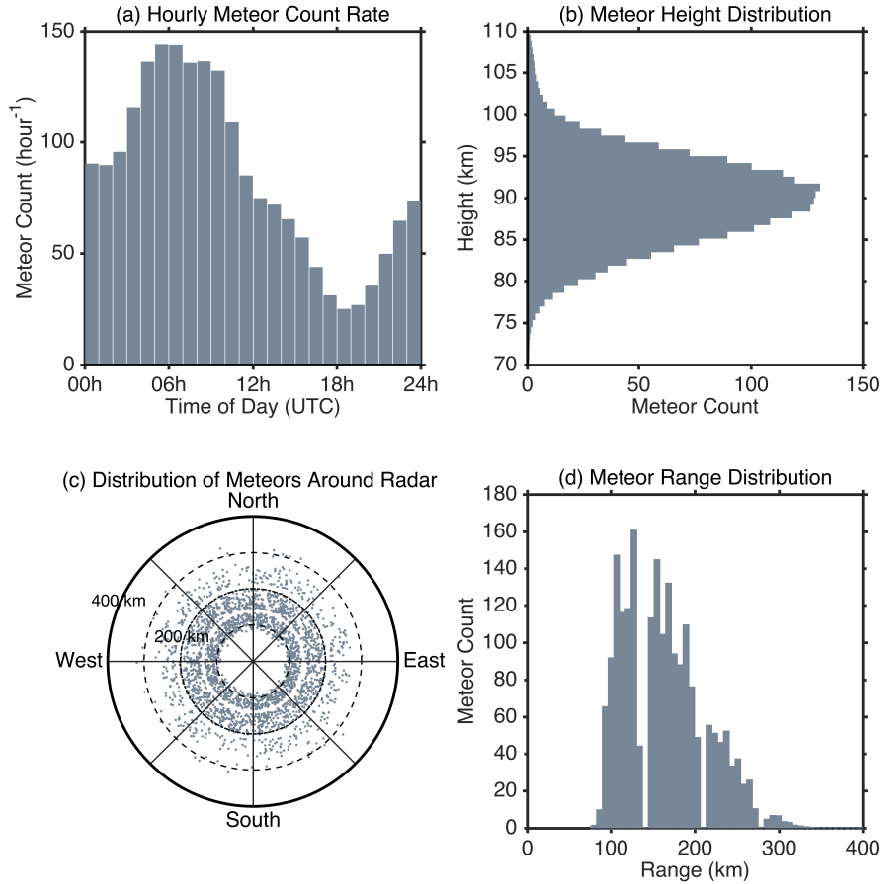 (a) Hourly Meteor Count Rate
150
100
50
0
Meteor Count (hour-1)
00h 06h 12h 18h 24h
Time of Day (UTC)
(b) Meteor Height Distribution
110
105
100
95
90
85
80
75
70
Height (km)
0 50 100 150
Meteor Count
(c) Distribution of Meteors Around Radar
North
400 km
200 km
West
East
South
(d) Meteor Range Distribution
180
160
140
120
100
80
60
40
20
0
Meteor Count
0 100 200 300 400
Range (km)